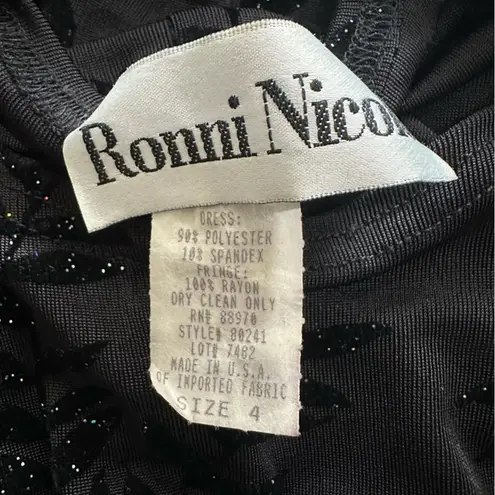 Ronni Nico
DRESS:
90% POLYESTER
10% SPANDEX
FRINGE:
100% RAYON
DRY CLEAN ONLY
RN# 88970
STYLE# 80241
LOT# 7482
MADE IN U.S.A.
OF IMPORTED FABRIC
SIZE 4